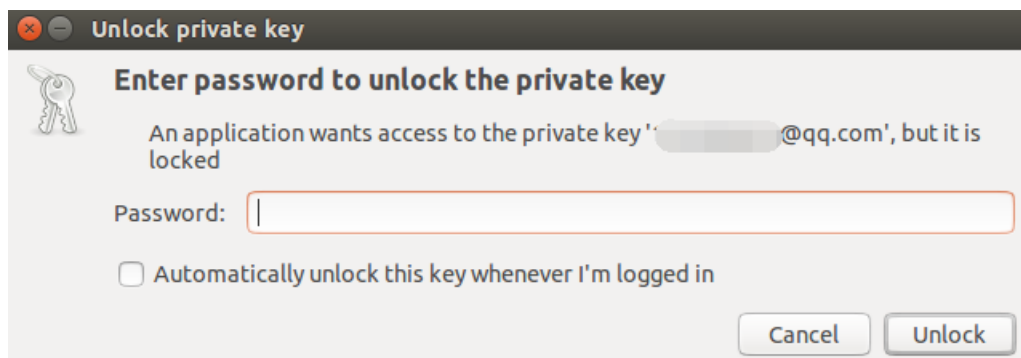 Unlock private key
Enter password to unlock the private key
An application wants access to the private key '@qq.com', but it is
locked
Password:
Automatically unlock this key whenever I'm logged in
Cancel
Unlock